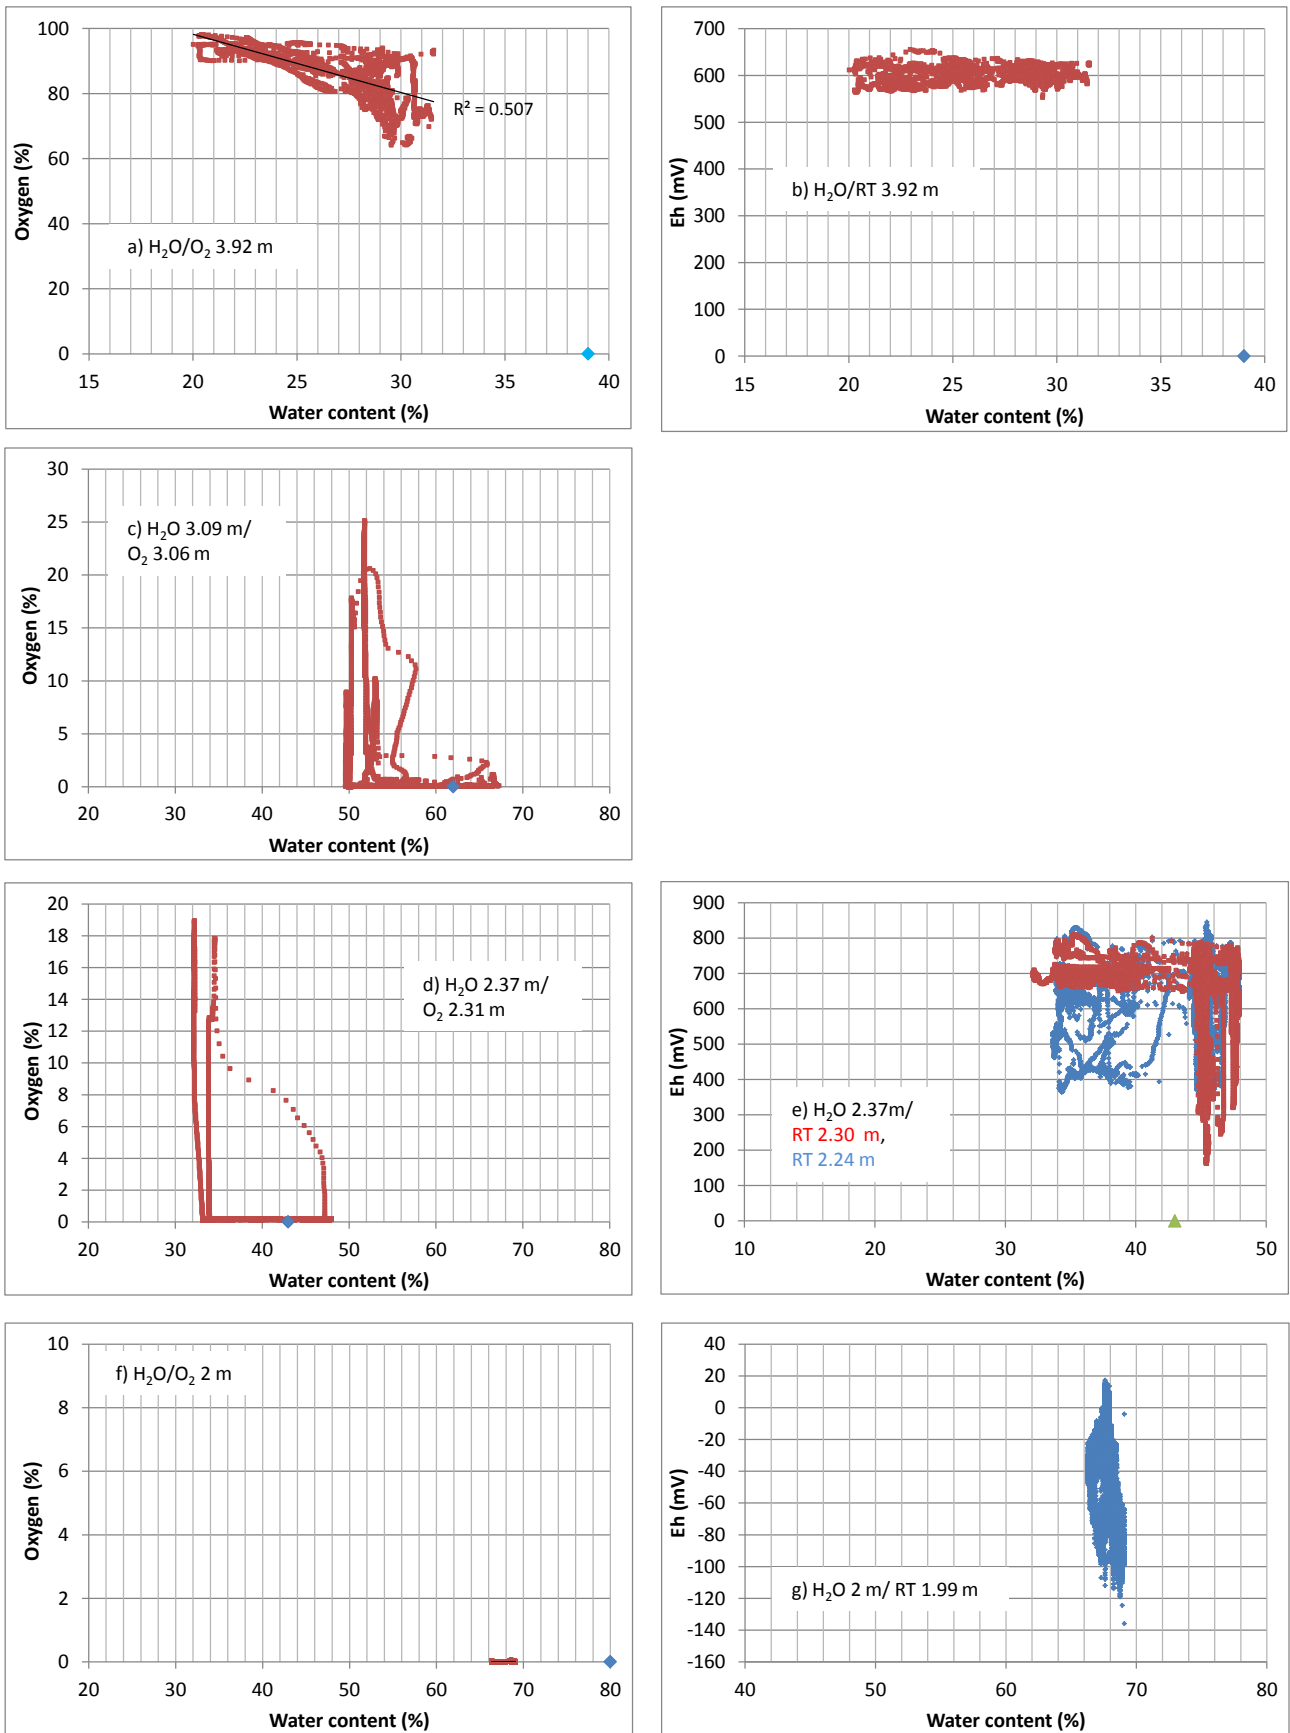 100
80
60
40
20
0
Oxygen (%)
R² = 0.507
a) H₂O/O₂ 3.92 m
15 20 25 30 35 40
Water content (%)
700
600
500
400
300
200
100
0
Eh (mV)
b) H₂O/RT 3.92 m
15 20 25 30 35 40
Water content (%)
30
25
20
15
10
5
0
Oxygen (%)
c) H₂O 3.09 m/
O₂ 3.06 m
20 30 40 50 60 70 80
Water content (%)
20
18
16
14
12
10
8
6
4
2
0
Oxygen (%)
d) H₂O 2.37 m/
O₂ 2.31 m
20 30 40 50 60 70 80
Water content (%)
900
800
700
600
500
400
300
200
100
0
Eh (mV)
e) H₂O 2.37m/
RT 2.30 m,
RT 2.24 m
10 20 30 40 50
Water content (%)
10
8
6
4
2
0
Oxygen (%)
f) H₂O/O₂ 2 m
20 30 40 50 60 70 80
Water content (%)
40
20
0
-20
-40
-60
-80
-100
-120
-140
-160
Eh (mV)
g) H₂O 2 m/ RT 1.99 m
40 50 60 70 80
Water content (%)